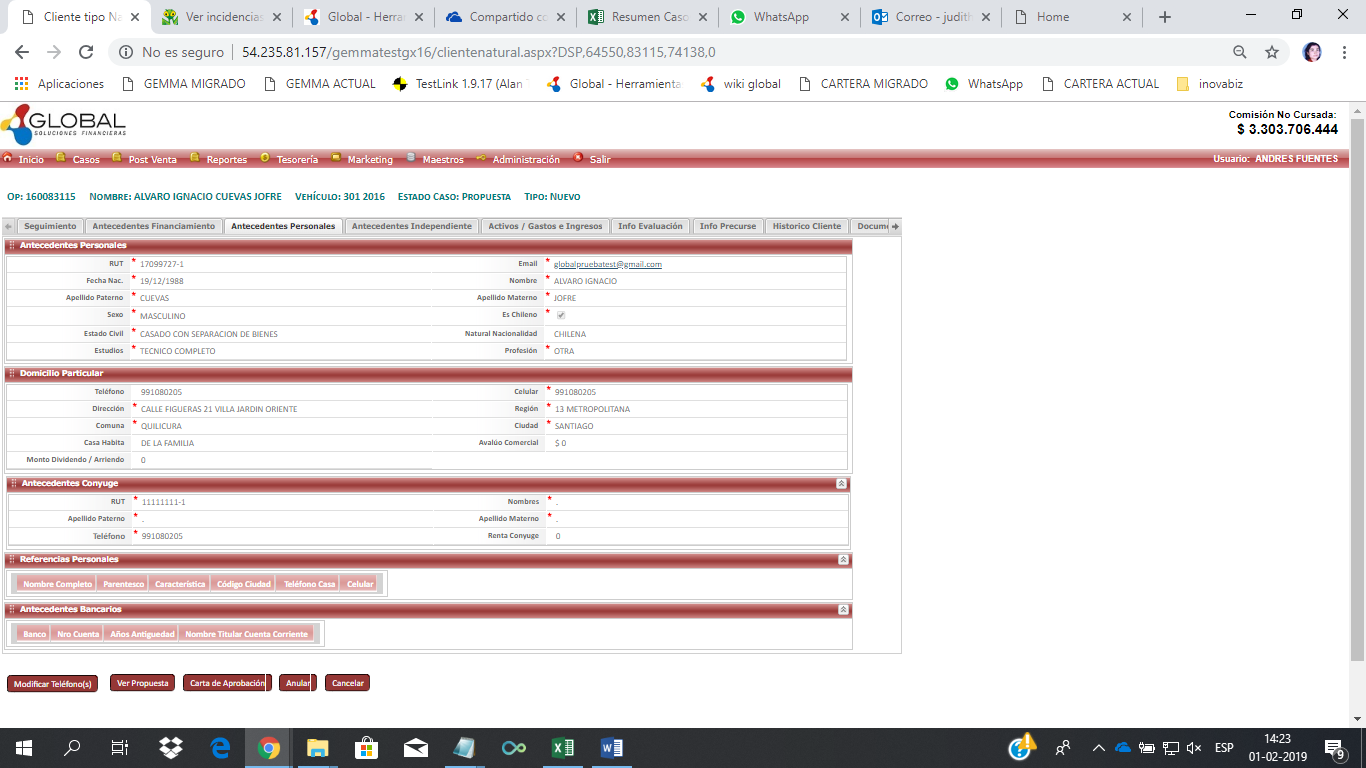 Cliente tipo Na
Ver incidencias
Global - Herra
Compartido co
Resumen Caso
WhatsApp
Correo - judith
Home
No es seguro
54.235.81.157/gemmatestgx16/clientenatural.aspx?DSP,64550,83115,74138,0
Aplicaciones
GEMMA MIGRADO
GEMMA ACTUAL
TestLink 1.9.17 (Alan
Global - Herramienta
wiki global
CARTERA MIGRADO
WhatsApp
CARTERA ACTUAL
inovabiz
GLOBAL
SOLUCIONES FINANCIERAS
Comisión No Cursada:
$ 3.303.706.444
Inicio Casos Post Venta Reportes Tesorería Marketing Maestros Administración Salir
Usuario: ANDRES FUENTES
OP: 160083115 NOMBRE: ALVARO IGNACIO CUEVAS JOFRE VEHÍCULO: 301 2016 ESTADO CASO: PROPUESTA TIPO: NUEVO
Seguimiento Antecedentes Financiamiento Antecedentes Personales Antecedentes Independiente Activos / Gastos e Ingresos Info Evaluación Info Precurse Historico Cliente Docum
Antecedentes Personales
RUT * 17099727-1 Email * globalpruebatest@gmail.com
Fecha Nac. * 19/12/1988 Nombre * ALVARO IGNACIO
Apellido Paterno * CUEVAS Apellido Materno * JOFRE
Sexo * MASCULINO Es Chileno *
Estado Civil * CASADO CON SEPARACION DE BIENES Natural Nacionalidad CHILENA
Estudios * TECNICO COMPLETO Profesión * OTRA
Domicilio Particular
Teléfono 991080205 Celular * 991080205
Dirección * CALLE FIGUERAS 21 VILLA JARDIN ORIENTE Región * 13 METROPOLITANA
Comuna * QUILICURA Ciudad * SANTIAGO
Casa Habita DE LA FAMILIA Avalúo Comercial $ 0
Monto Dividendo / Arriendo 0
Antecedentes Conyuge
RUT * 11111111-1 Nombres * .
Apellido Paterno * . Apellido Materno * .
Teléfono * 991080205 Renta Conyuge 0
Referencias Personales
Nombre Completo Parentesco Característica Código Ciudad Teléfono Casa Celular
Antecedentes Bancarios
Banco Nro Cuenta Años Antiguedad Nombre Titular Cuenta Corriente
Modificar Teléfono(s) Ver Propuesta Carta de Aprobación Anular Cancelar
ESP
14:23
01-02-2019
9